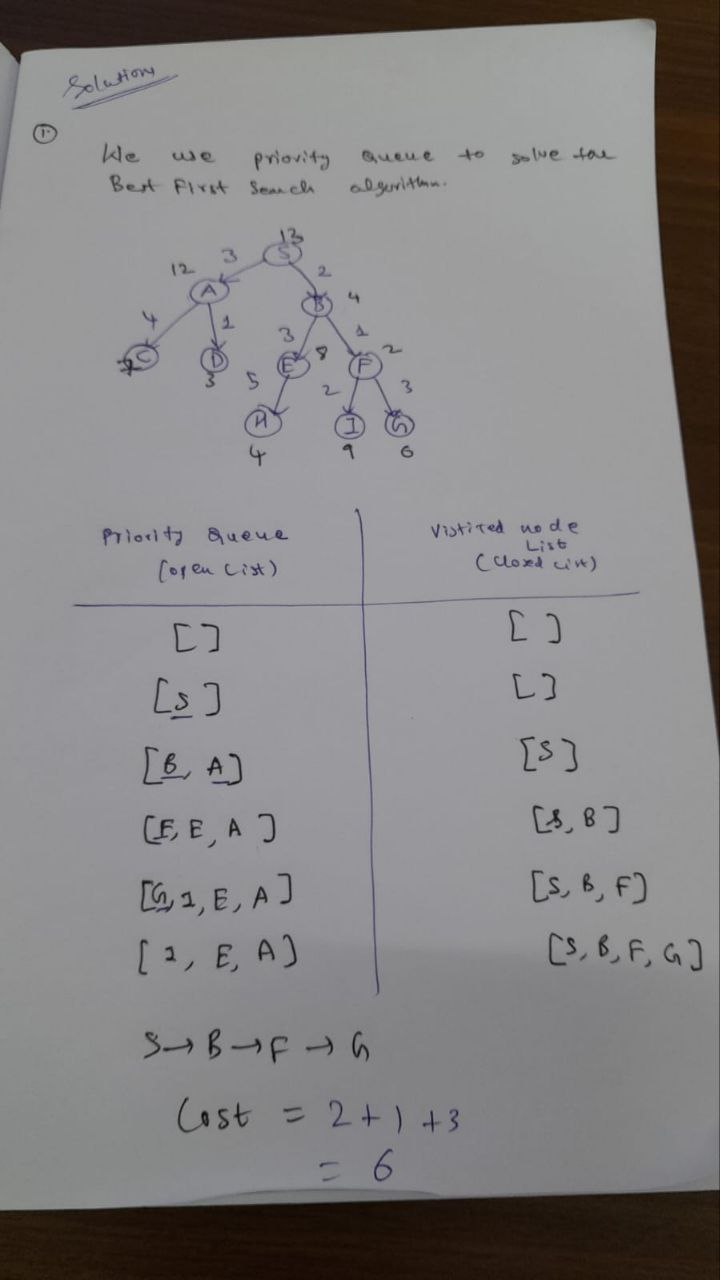 Solutions
1.
We use priority Queue to solve the
Best First Search algorithm.
13
S
3
2
12
A
B
4
4
1
3
1
C
D
E
8
F
2
7
3
5
2
3
H
I
G
4
9
6
Priority Queue
(open List)
Vistited node
List
(Closed List)
[ ]
[ ]
[S]
[ ]
[B, A]
[S]
[F, E, A]
[S, B]
[G, I, E, A]
[S, B, F]
[I, E, A]
[S, B, F, G]
S→B→F→G
Cost = 2+1+3
= 6